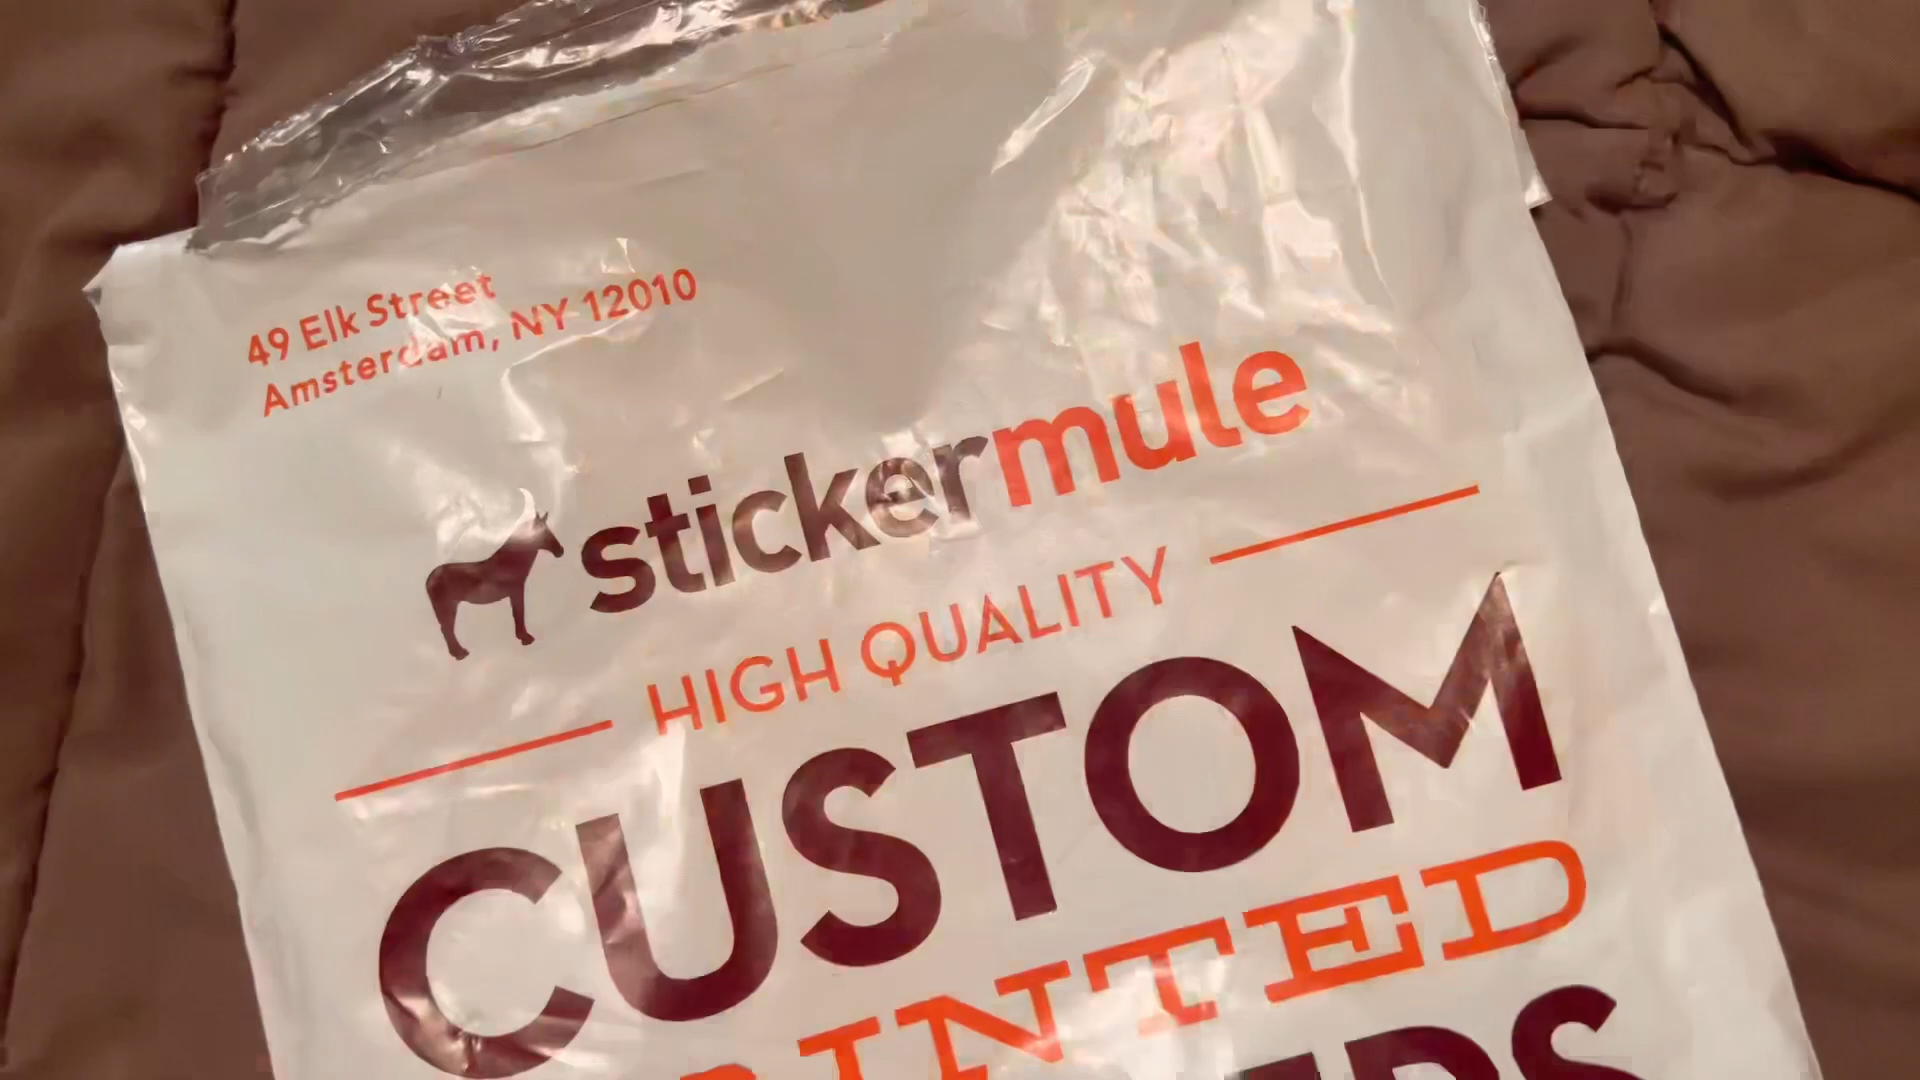 49 Elk Street
Amsterdam, NY 12010
stickermule
HIGH QUALITY
CUSTOM